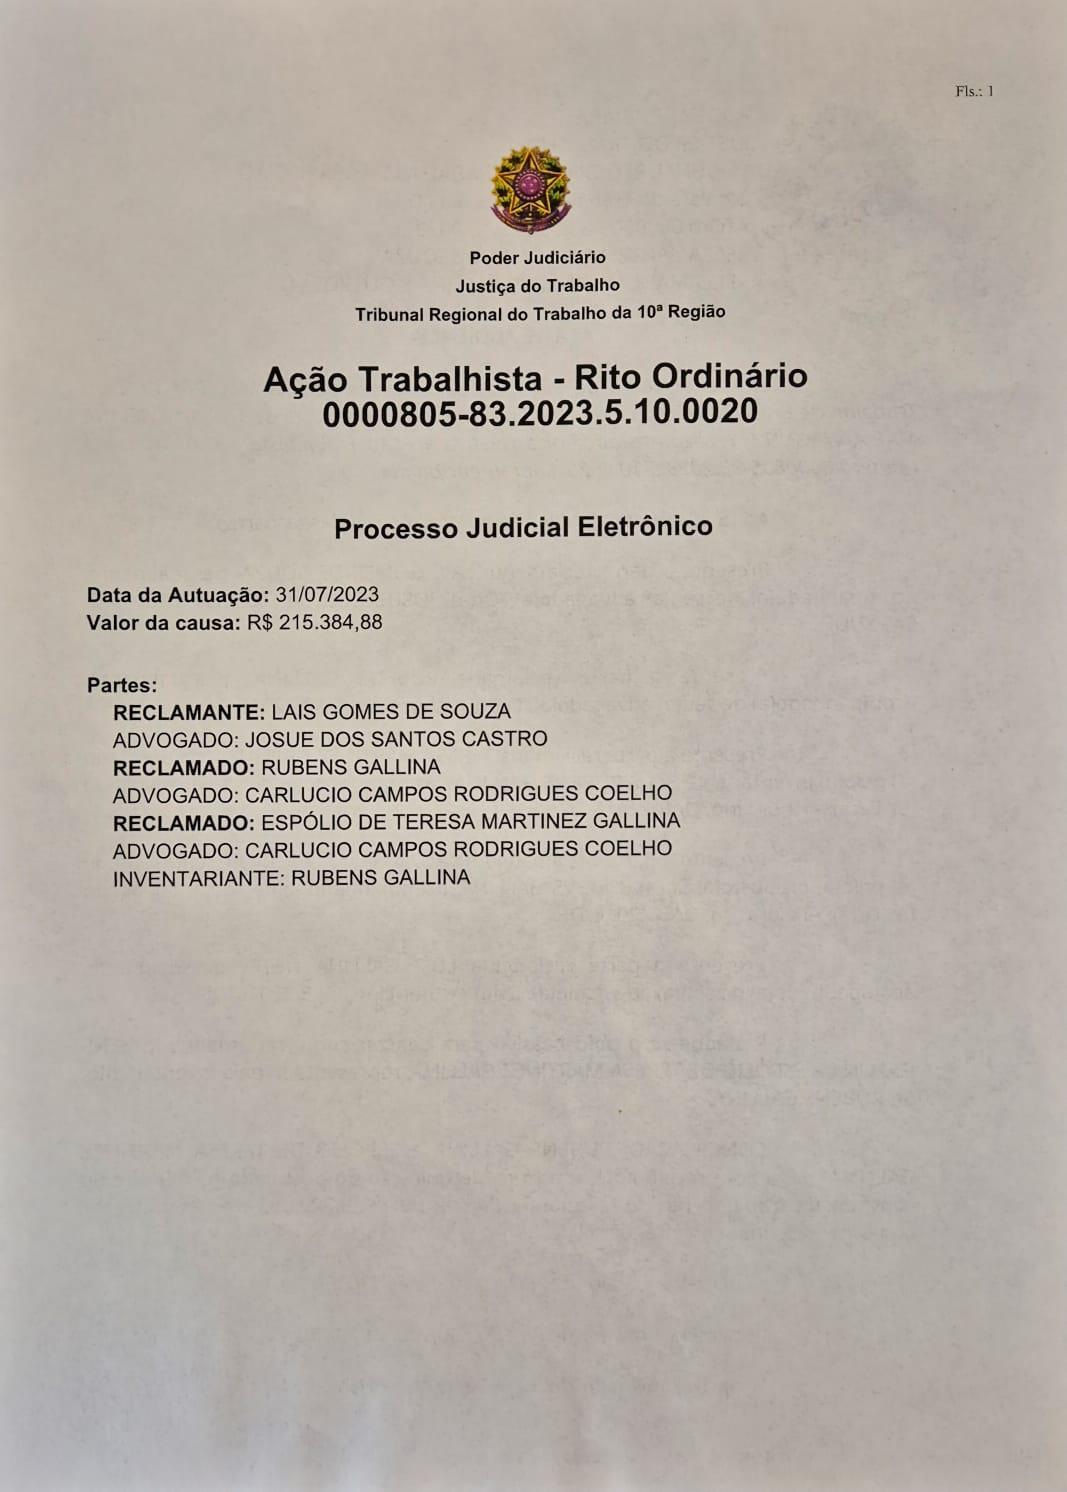 Fls.: 1
Poder Judiciário
Justiça do Trabalho
Tribunal Regional do Trabalho da 10ª Região
Ação Trabalhista - Rito Ordinário
0000805-83.2023.5.10.0020
Processo Judicial Eletrônico
Data da Autuação: 31/07/2023
Valor da causa: R$ 215.384,88
Partes:
RECLAMANTE: LAIS GOMES DE SOUZA
ADVOGADO: JOSUE DOS SANTOS CASTRO
RECLAMADO: RUBENS GALLINA
ADVOGADO: CARLUCIO CAMPOS RODRIGUES COELHO
RECLAMADO: ESPÓLIO DE TERESA MARTINEZ GALLINA
ADVOGADO: CARLUCIO CAMPOS RODRIGUES COELHO
INVENTARIANTE: RUBENS GALLINA